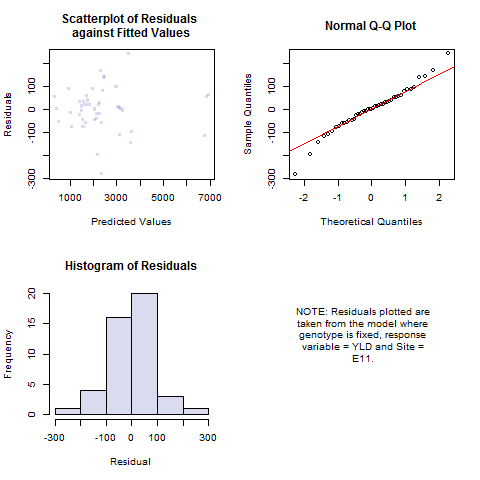 Scatterplot of Residuals
against Fitted Values
Residuals
-300
-100
0
100
1000
3000
5000
7000
Predicted Values
Normal Q-Q Plot
Sample Quantiles
-300
-100
0
100
-2
-1
0
1
2
Theoretical Quantiles
Histogram of Residuals
Frequency
0
5
10
15
20
-300
-100
0
100
300
Residual
NOTE: Residuals plotted are
taken from the model where
genotype is fixed, response
variable = YLD and Site =
E11.